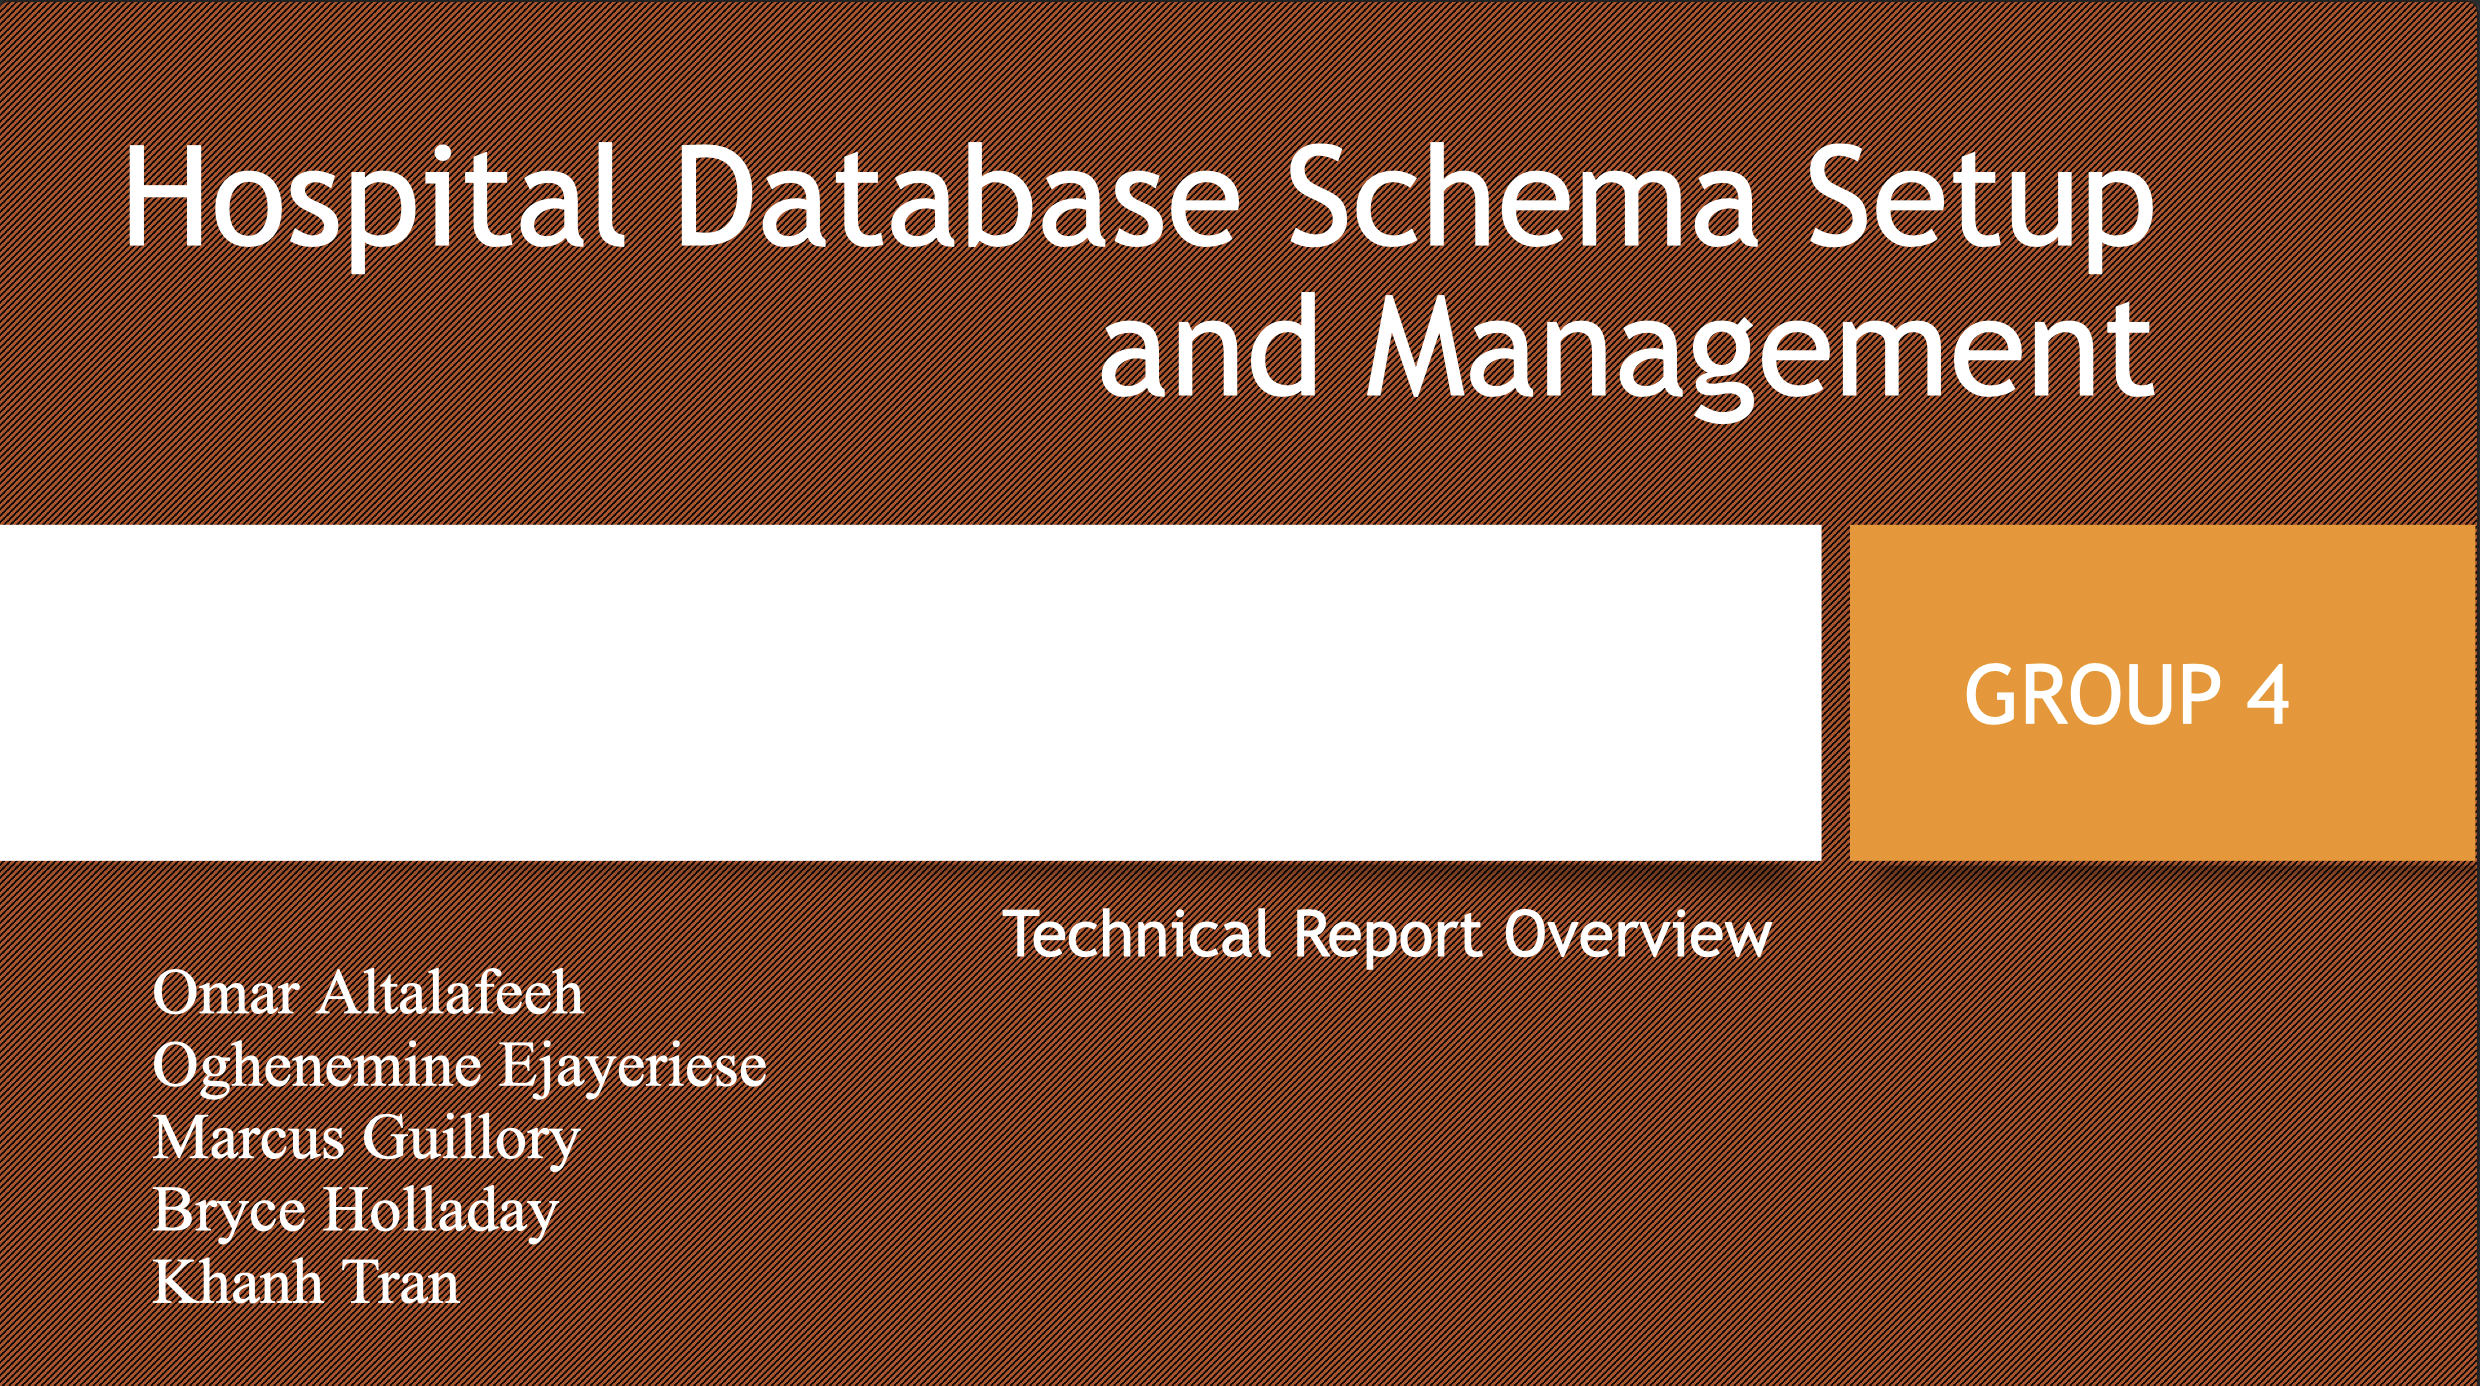 Hospital Database Schema Setup
and Management
GROUP 4
Technical Report Overview
Omar Altalafeeh
Oghenemine Ejayeriese
Marcus Guillory
Bryce Holladay
Khanh Tran